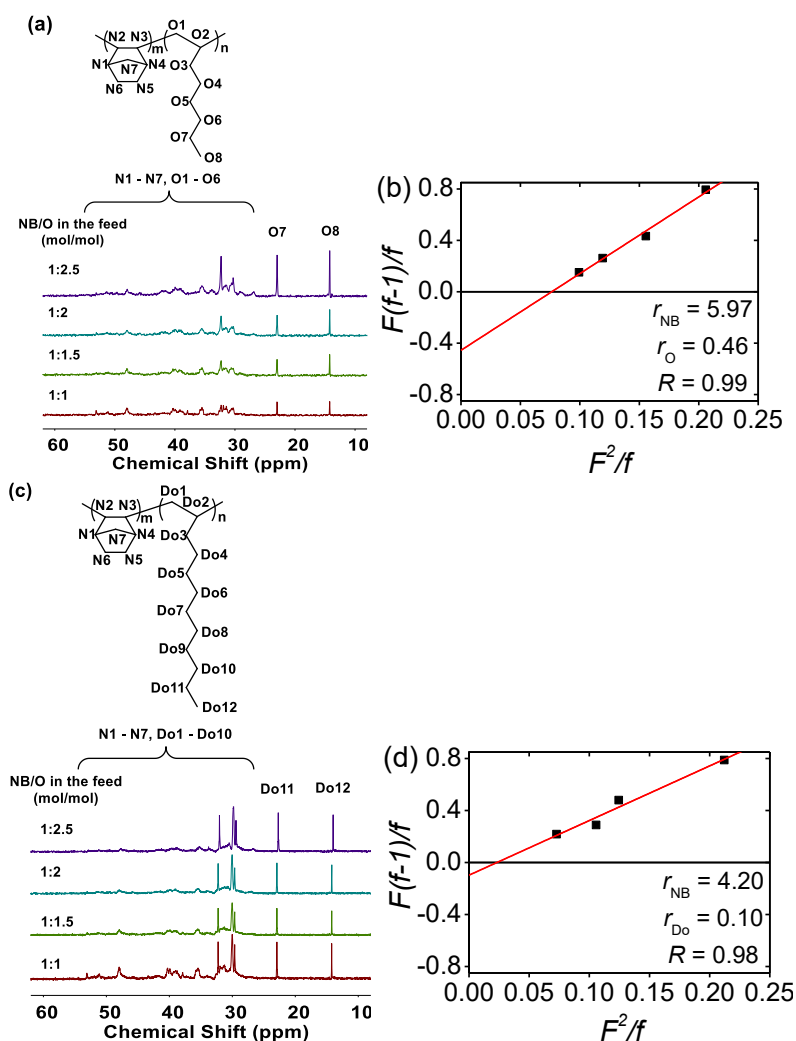 (a)
O1
N2 N3 O2
m n
N1 N7 N4 O3
N6 N5 O4
O5
O6
O7
O8
N1 - N7, O1 - O6
NB/O in the feed
(mol/mol)
O7 O8
1:2.5
1:2
1:1.5
1:1
60 50 40 30 20 10
Chemical Shift (ppm)
(b)
F(f-1)/f
0.8
0.4
0.0
-0.4
-0.8
r_NB = 5.97
r_O = 0.46
R = 0.99
0.00 0.05 0.10 0.15 0.20 0.25
F²/f
(c)
Do1
N2 N3 Do2
m n
N1 N7 N4 Do3
N6 N5 Do4
Do5
Do6
Do7
Do8
Do9
Do10
Do11
Do12
N1 - N7, Do1 - Do10
NB/O in the feed
(mol/mol)
Do11 Do12
1:2.5
1:2
1:1.5
1:1
60 50 40 30 20 10
Chemical Shift (ppm)
(d)
F(f-1)/f
0.8
0.4
0.0
-0.4
-0.8
r_NB = 4.20
r_Do = 0.10
R = 0.98
0.00 0.05 0.10 0.15 0.20 0.25
F²/f